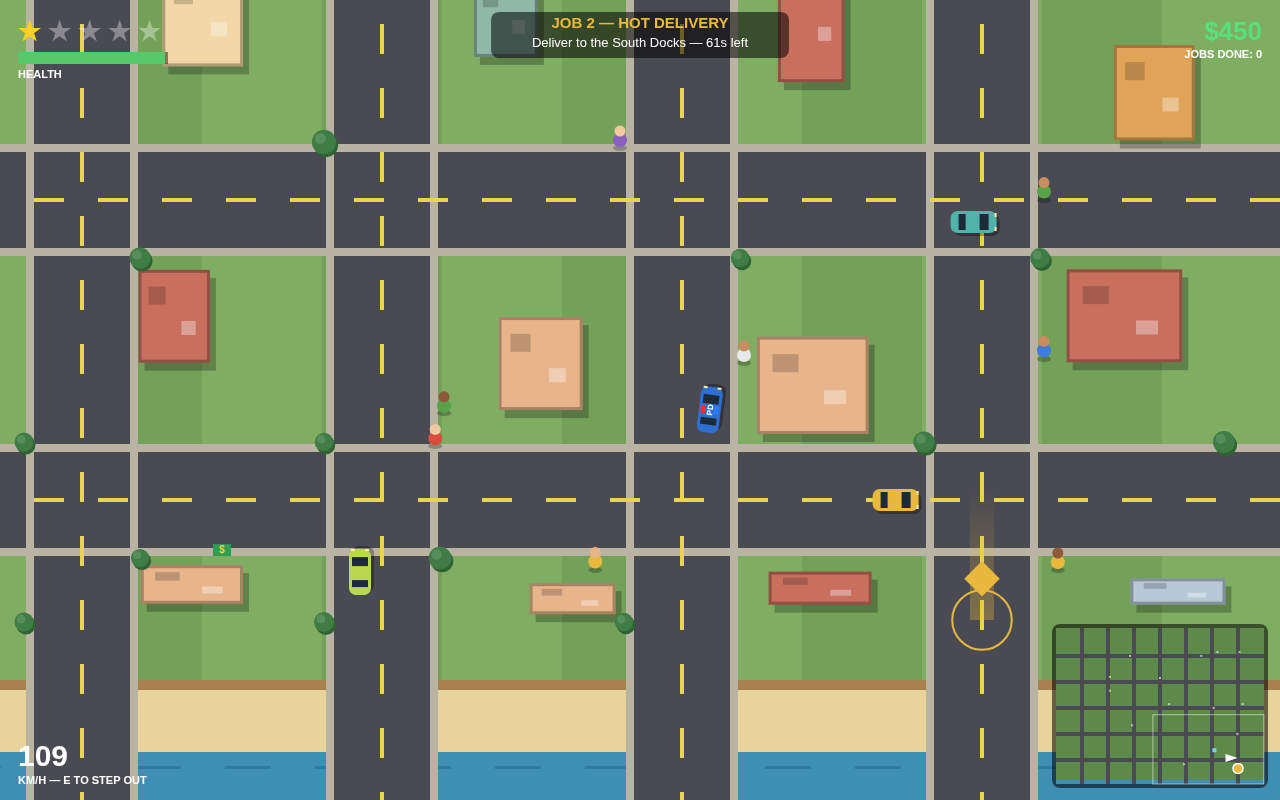 JOB 2 — HOT DELIVERY
Deliver to the South Docks — 61s left
$450
JOBS DONE: 0
HEALTH
PD
$
109
KM/H — E TO STEP OUT